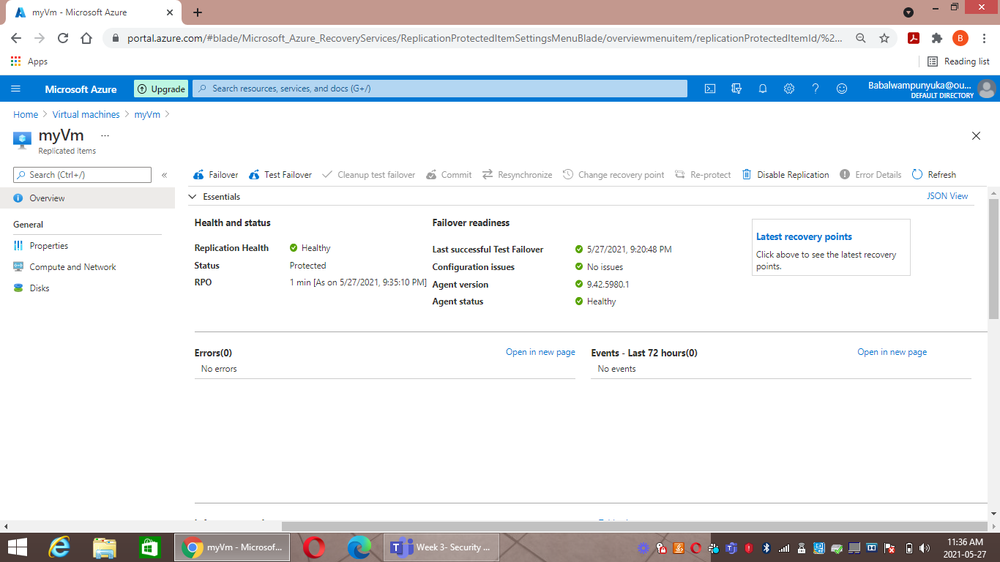 myVm - Microsoft Azure
portal.azure.com/#blade/Microsoft_Azure_RecoveryServices/ReplicationProtectedItemSettingsMenuBlade/overviewmenuitem/replicationProtectedItemId/%2...
B
Apps
Reading list
Microsoft Azure
Upgrade
Search resources, services, and docs (G+/)
Babalwampunyuka@ou...
DEFAULT DIRECTORY
Home > Virtual machines > myVm >
myVm ...
Replicated items
Search (Ctrl+/)
«
Failover
Test Failover
Cleanup test failover
Commit
Resynchronize
Change recovery point
Re-protect
Disable Replication
Error Details
Refresh
Overview
General
Properties
Compute and Network
Disks
Essentials
JSON View
Health and status
Replication Health Healthy
Status Protected
RPO 1 min [As on 5/27/2021, 9:35:10 PM]
Failover readiness
Last successful Test Failover 5/27/2021, 9:20:48 PM
Configuration issues No issues
Agent version 9.42.5980.1
Agent status Healthy
Latest recovery points
Click above to see the latest recovery
points.
Errors(0)
Open in new page
No errors
Events - Last 72 hours(0)
Open in new page
No events
myVm - Microsof...
Week 3- Security ...
11:36 AM
2021-05-27